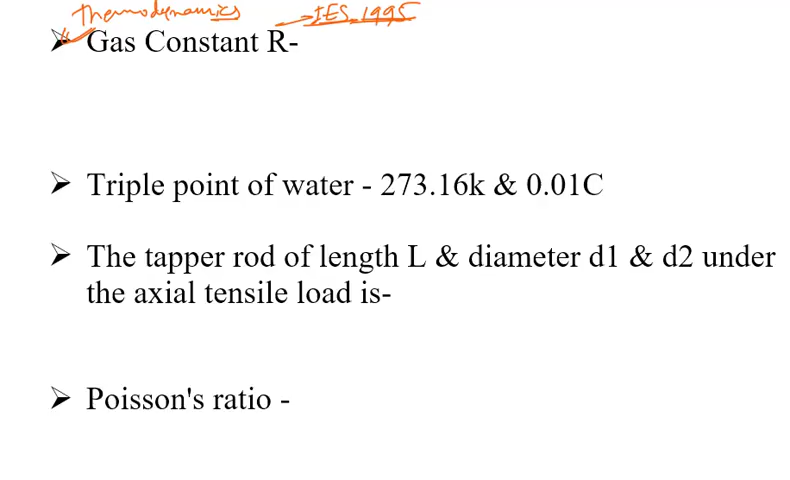 Thermodynamics → IES 1995
➢ Gas Constant R-
➢ Triple point of water - 273.16k & 0.01C
➢ The tapper rod of length L & diameter d1 & d2 under
the axial tensile load is-
➢ Poisson's ratio -